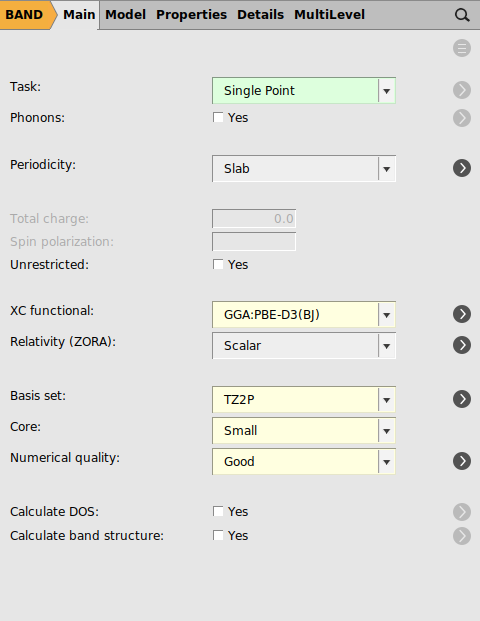 BAND Main Model Properties Details MultiLevel
Task: Single Point
Phonons: Yes
Periodicity: Slab
Total charge: 0.0
Spin polarization:
Unrestricted: Yes
XC functional: GGA:PBE-D3(BJ)
Relativity (ZORA): Scalar
Basis set: TZ2P
Core: Small
Numerical quality: Good
Calculate DOS: Yes
Calculate band structure: Yes